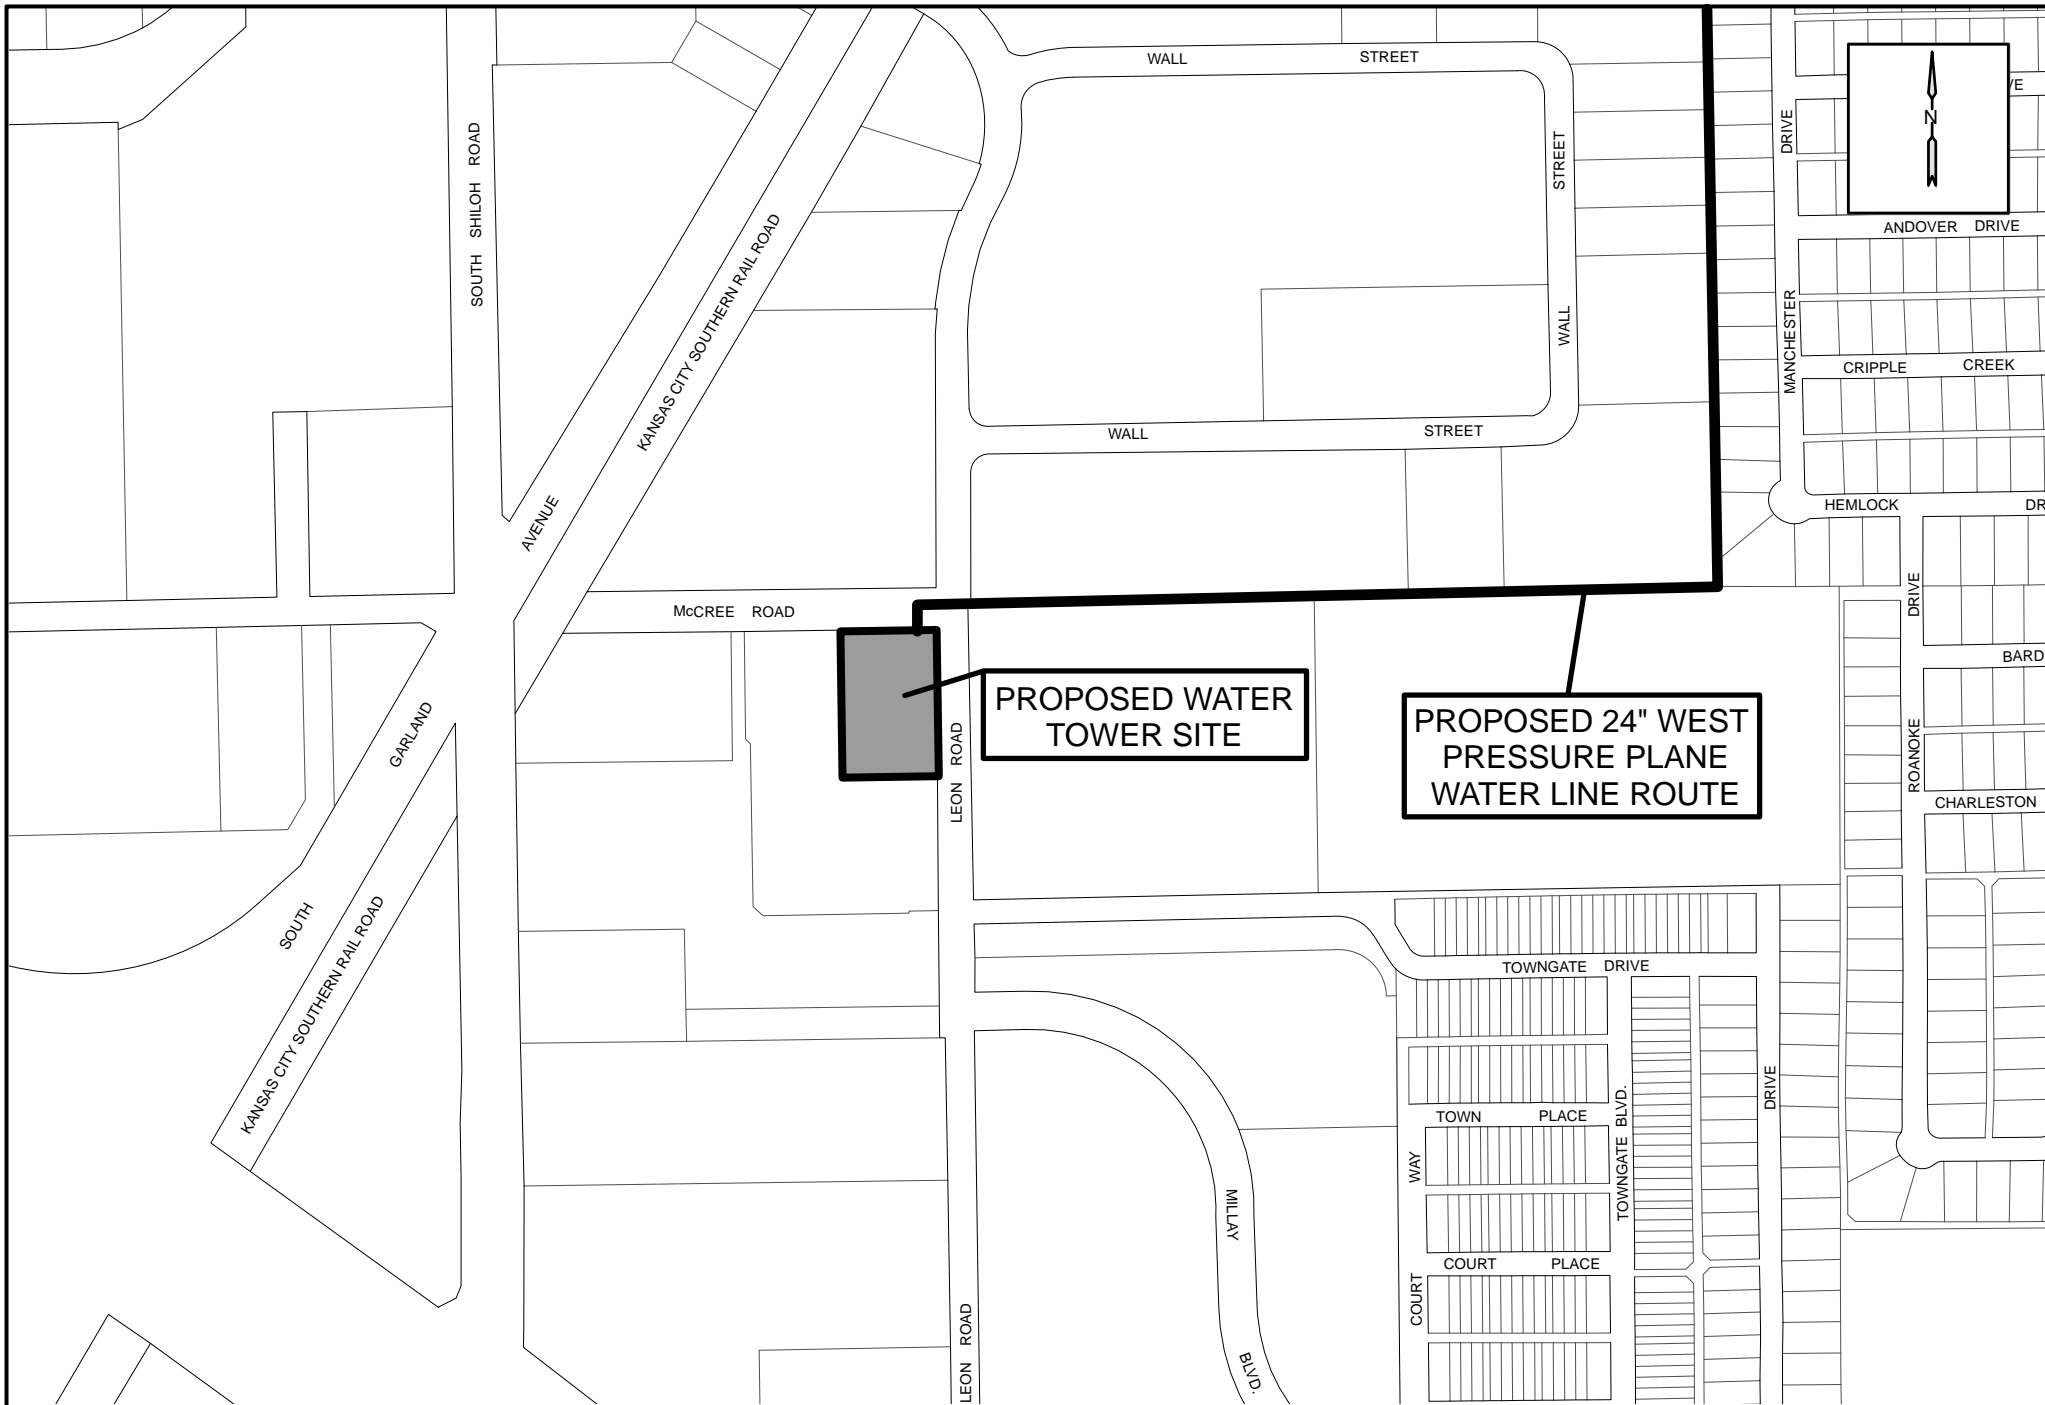 WALL STREET
VE
SOUTH SHILOH ROAD
DRIVE
N
STREET
ANDOVER DRIVE
KANSAS CITY SOUTHERN RAIL ROAD
WALL
MANCHESTER
CRIPPLE CREEK
WALL STREET
AVENUE
HEMLOCK DR
DRIVE
McCREE ROAD
BARD
PROPOSED WATER
TOWER SITE
PROPOSED 24" WEST
PRESSURE PLANE
WATER LINE ROUTE
GARLAND
LEON ROAD
ROANOKE
CHARLESTON
SOUTH
KANSAS CITY SOUTHERN RAIL ROAD
TOWNGATE DRIVE
DRIVE
TOWN PLACE
TOWNGATE BLVD.
WAY
MILLAY
COURT PLACE
COURT
LEON ROAD
BLVD.